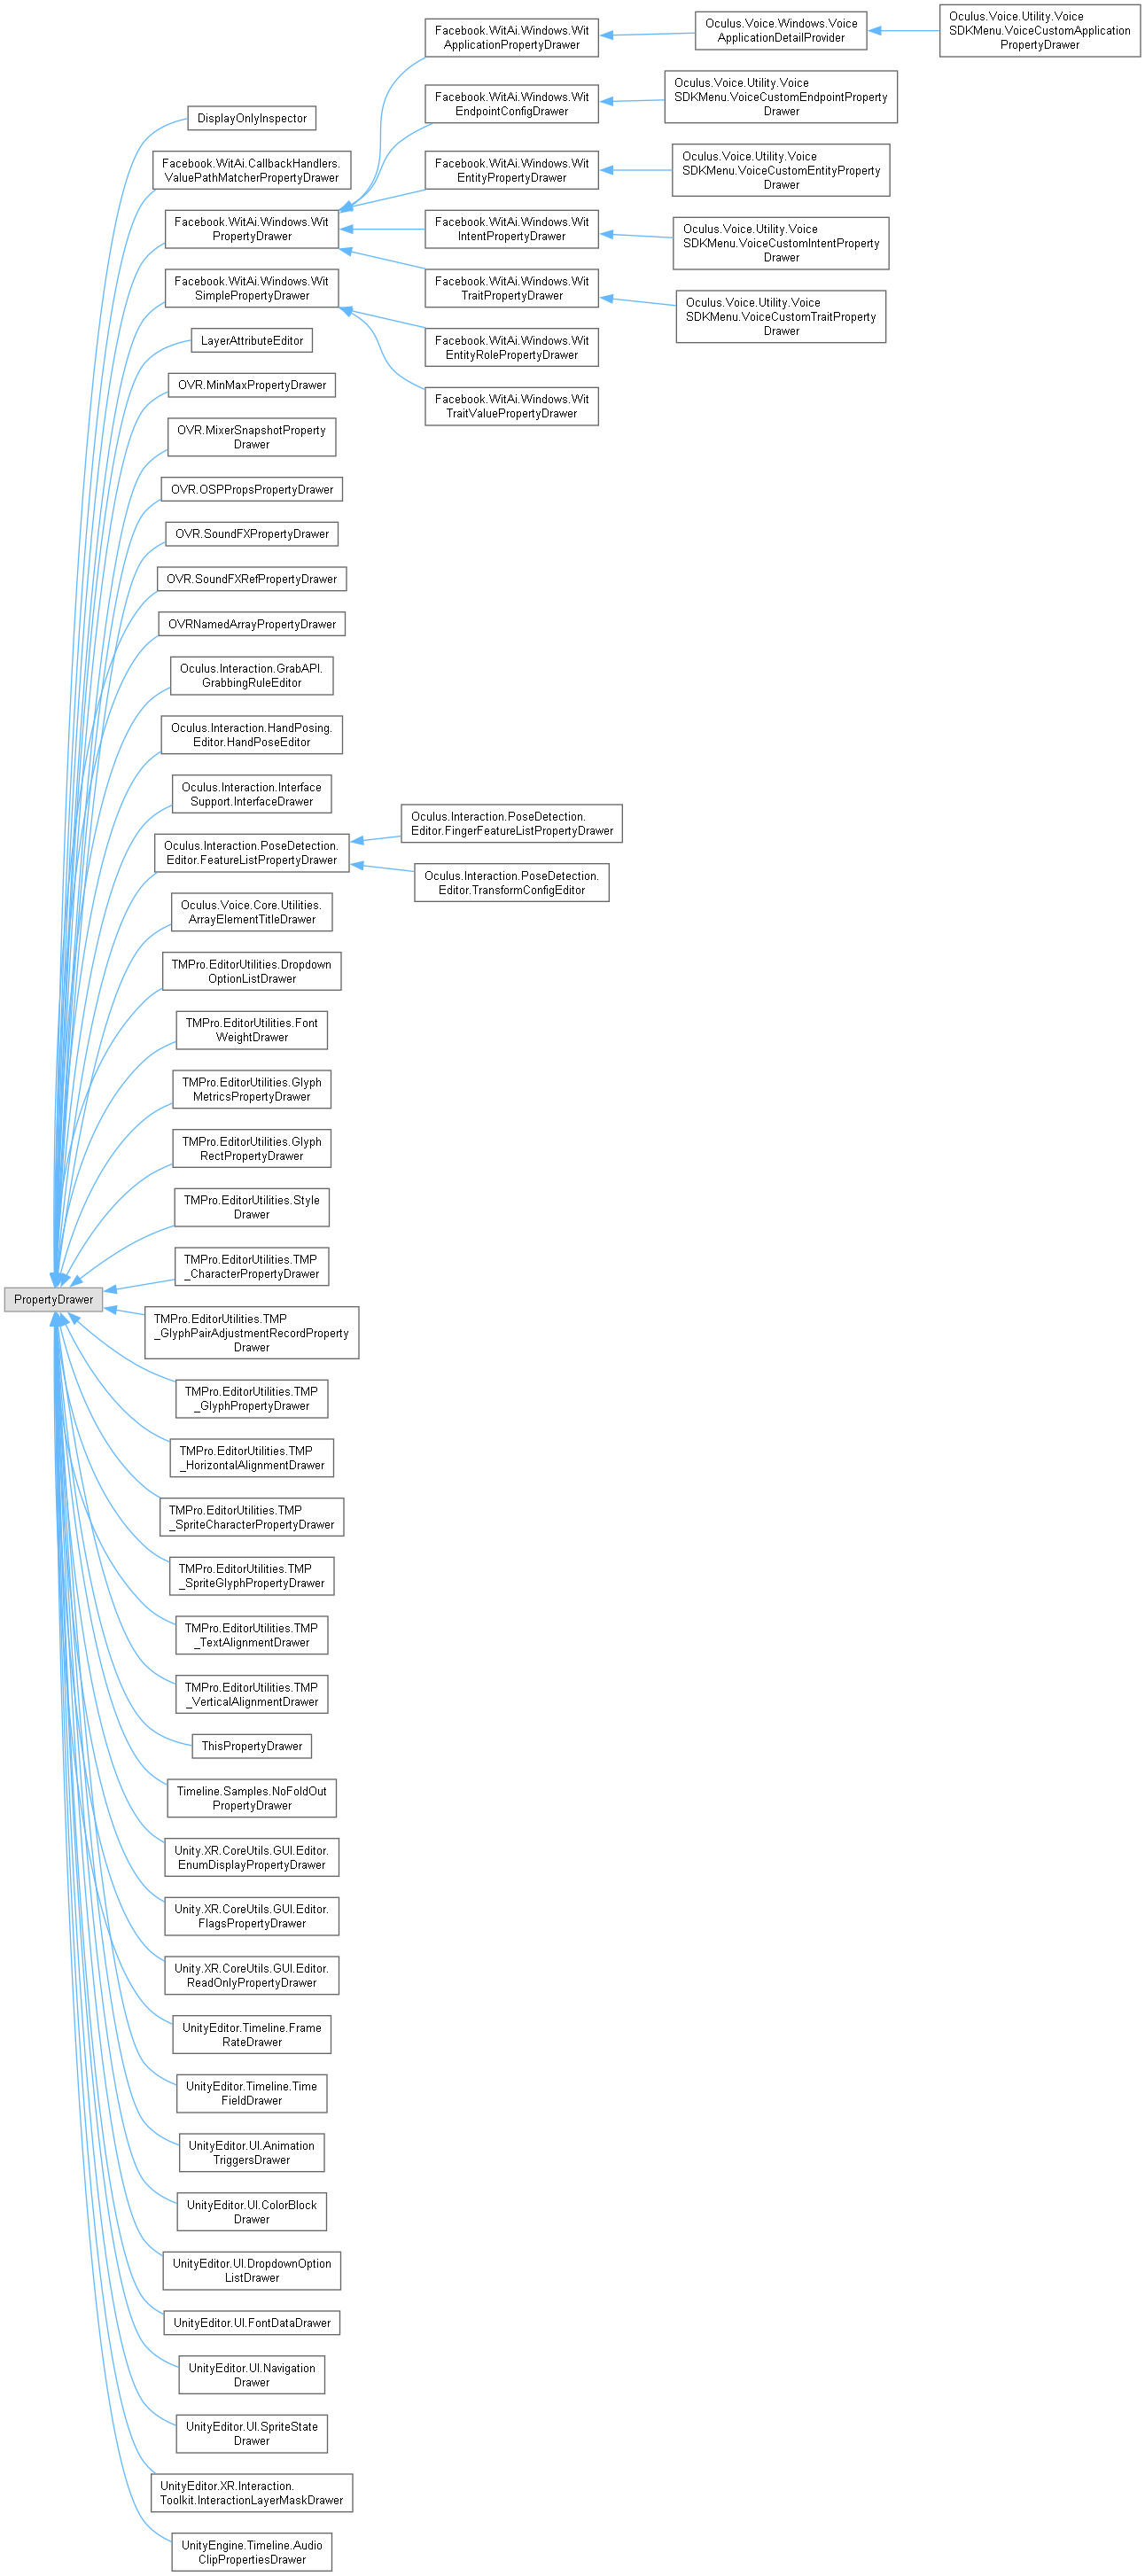 Facebook.WitAi.Windows.Wit
ApplicationPropertyDrawer
Oculus.Voice.Windows.Voice
ApplicationDetailProvider
Oculus.Voice.Utility.Voice
SDKMenu.VoiceCustomApplication
PropertyDrawer
DisplayOnlyInspector
Facebook.WitAi.Windows.Wit
EndpointConfigDrawer
Oculus.Voice.Utility.Voice
SDKMenu.VoiceCustomEndpointProperty
Drawer
Facebook.WitAi.CallbackHandlers.
ValuePathMatcherPropertyDrawer
Facebook.WitAi.Windows.Wit
EntityPropertyDrawer
Oculus.Voice.Utility.Voice
SDKMenu.VoiceCustomEntityProperty
Drawer
Facebook.WitAi.Windows.Wit
PropertyDrawer
Facebook.WitAi.Windows.Wit
IntentPropertyDrawer
Oculus.Voice.Utility.Voice
SDKMenu.VoiceCustomIntentProperty
Drawer
Facebook.WitAi.Windows.Wit
SimplePropertyDrawer
Facebook.WitAi.Windows.Wit
TraitPropertyDrawer
Oculus.Voice.Utility.Voice
SDKMenu.VoiceCustomTraitProperty
Drawer
LayerAttributeEditor
Facebook.WitAi.Windows.Wit
EntityRolePropertyDrawer
OVR.MinMaxPropertyDrawer
Facebook.WitAi.Windows.Wit
TraitValuePropertyDrawer
OVR.MixerSnapshotProperty
Drawer
OVR.OSPPropsPropertyDrawer
OVR.SoundFXPropertyDrawer
OVR.SoundFXRefPropertyDrawer
OVRNamedArrayPropertyDrawer
Oculus.Interaction.GrabAPI.
GrabbingRuleEditor
Oculus.Interaction.HandPosing.
Editor.HandPoseEditor
Oculus.Interaction.Interface
Support.InterfaceDrawer
Oculus.Interaction.PoseDetection.
Editor.FeatureListPropertyDrawer
Oculus.Interaction.PoseDetection.
Editor.FingerFeatureListPropertyDrawer
Oculus.Interaction.PoseDetection.
Editor.TransformConfigEditor
Oculus.Voice.Core.Utilities.
ArrayElementTitleDrawer
TMPro.EditorUtilities.Dropdown
OptionListDrawer
TMPro.EditorUtilities.Font
WeightDrawer
TMPro.EditorUtilities.Glyph
MetricsPropertyDrawer
TMPro.EditorUtilities.Glyph
RectPropertyDrawer
TMPro.EditorUtilities.Style
Drawer
TMPro.EditorUtilities.TMP
_CharacterPropertyDrawer
PropertyDrawer
TMPro.EditorUtilities.TMP
_GlyphPairAdjustmentRecordProperty
Drawer
TMPro.EditorUtilities.TMP
_GlyphPropertyDrawer
TMPro.EditorUtilities.TMP
_HorizontalAlignmentDrawer
TMPro.EditorUtilities.TMP
_SpriteCharacterPropertyDrawer
TMPro.EditorUtilities.TMP
_SpriteGlyphPropertyDrawer
TMPro.EditorUtilities.TMP
_TextAlignmentDrawer
TMPro.EditorUtilities.TMP
_VerticalAlignmentDrawer
ThisPropertyDrawer
Timeline.Samples.NoFoldOut
PropertyDrawer
Unity.XR.CoreUtils.GUI.Editor.
EnumDisplayPropertyDrawer
Unity.XR.CoreUtils.GUI.Editor.
FlagsPropertyDrawer
Unity.XR.CoreUtils.GUI.Editor.
ReadOnlyPropertyDrawer
UnityEditor.Timeline.Frame
RateDrawer
UnityEditor.Timeline.Time
FieldDrawer
UnityEditor.UI.Animation
TriggersDrawer
UnityEditor.UI.ColorBlock
Drawer
UnityEditor.UI.DropdownOption
ListDrawer
UnityEditor.UI.FontDataDrawer
UnityEditor.UI.Navigation
Drawer
UnityEditor.UI.SpriteState
Drawer
UnityEditor.XR.Interaction.
Toolkit.InteractionLayerMaskDrawer
UnityEngine.Timeline.Audio
ClipPropertiesDrawer